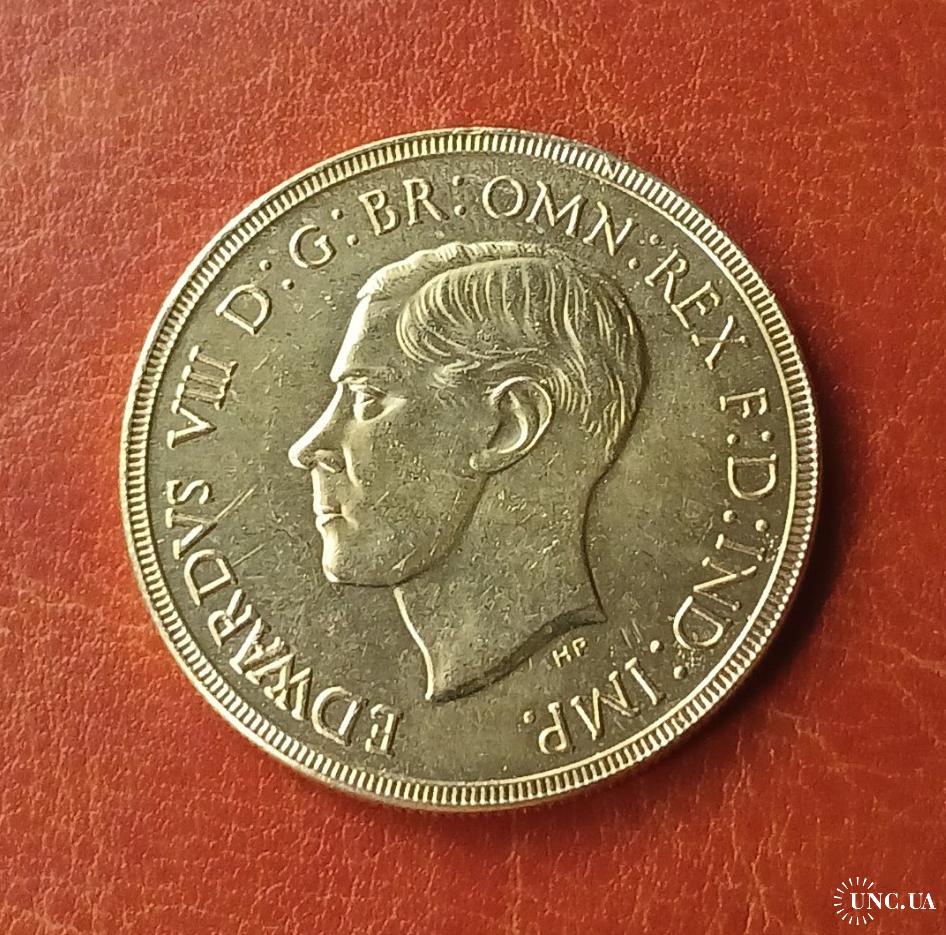 EDWARDVS VIII D:G:BR:OMN:REX F:D:IND:IMP.
HP
UNC.UA